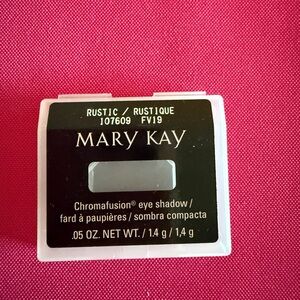 RUSTIC / RUSTIQUE
IO7609 FV19
MARY KAY
Chromafusion® eye shadow /
fard à paupières / sombra compacta
.05 OZ. NET WT. / 1.4 g / 1,4 g